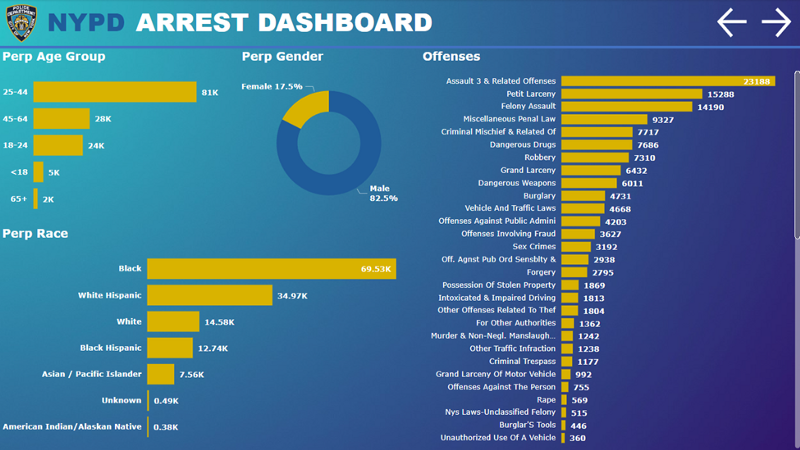 NYPD ARREST DASHBOARD
Perp Age Group
25-44 81K
45-64 28K
18-24 24K
<18 5K
65+ 2K
Perp Gender
Female 17.5%
Male
82.5%
Perp Race
Black 69.53K
White Hispanic 34.97K
White 14.58K
Black Hispanic 12.74K
Asian / Pacific Islander 7.56K
Unknown 0.49K
American Indian/Alaskan Native 0.38K
Offenses
Assault 3 & Related Offenses 23188
Petit Larceny 15288
Felony Assault 14190
Miscellaneous Penal Law 9327
Criminal Mischief & Related Of 7717
Dangerous Drugs 7686
Robbery 7310
Grand Larceny 6432
Dangerous Weapons 6011
Burglary 4731
Vehicle And Traffic Laws 4668
Offenses Against Public Admini 4203
Offenses Involving Fraud 3627
Sex Crimes 3192
Off. Agnst Pub Ord Sensblty & 2938
Forgery 2795
Possession Of Stolen Property 1869
Intoxicated & Impaired Driving 1813
Other Offenses Related To Thef 1804
For Other Authorities 1362
Murder & Non-Negl. Manslaugh... 1242
Other Traffic Infraction 1238
Criminal Trespass 1177
Grand Larceny Of Motor Vehicle 992
Offenses Against The Person 755
Rape 569
Nys Laws-Unclassified Felony 515
Burglar'S Tools 446
Unauthorized Use Of A Vehicle 360